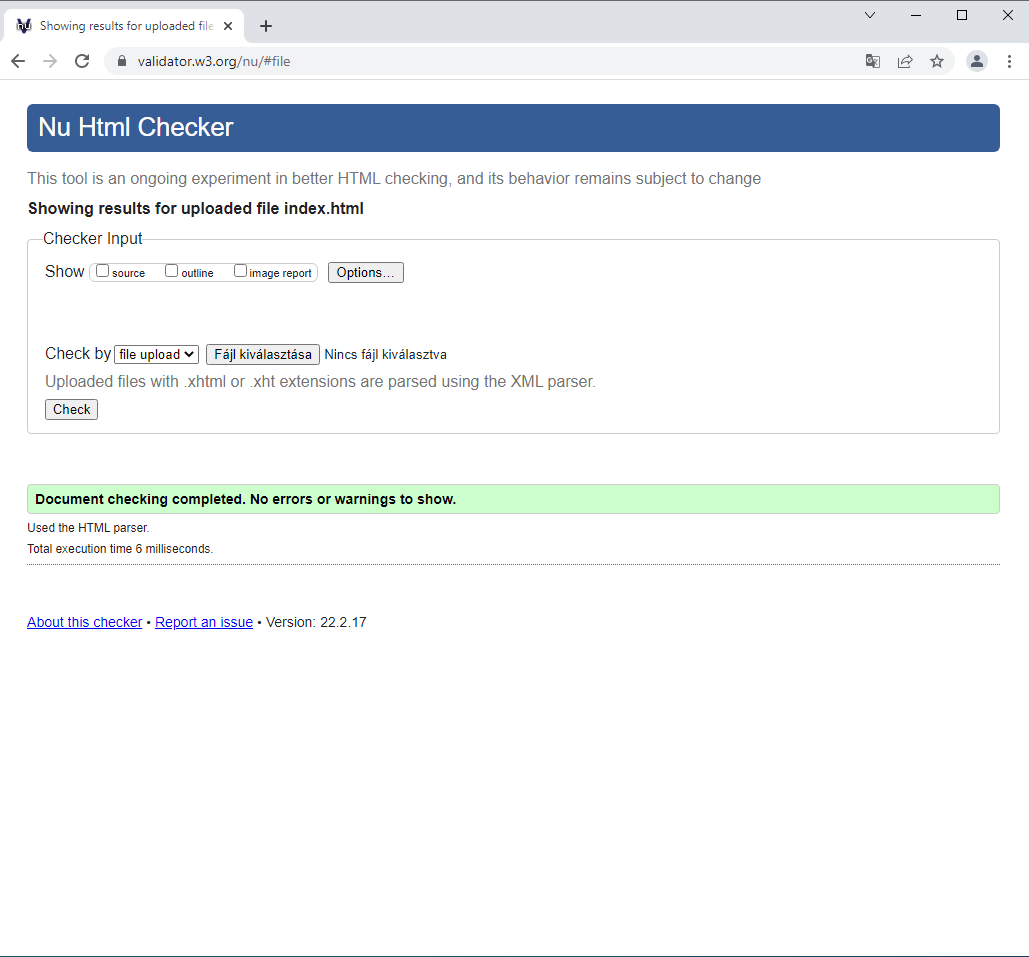 Showing results for uploaded file
validator.w3.org/nu/#file
Nu Html Checker
This tool is an ongoing experiment in better HTML checking, and its behavior remains subject to change
Showing results for uploaded file index.html
Checker Input
Show source outline image report Options...
Check by file upload Fájl kiválasztása Nincs fájl kiválasztva
Uploaded files with .xhtml or .xht extensions are parsed using the XML parser.
Check
Document checking completed. No errors or warnings to show.
Used the HTML parser.
Total execution time 6 milliseconds.
About this checker • Report an issue • Version: 22.2.17